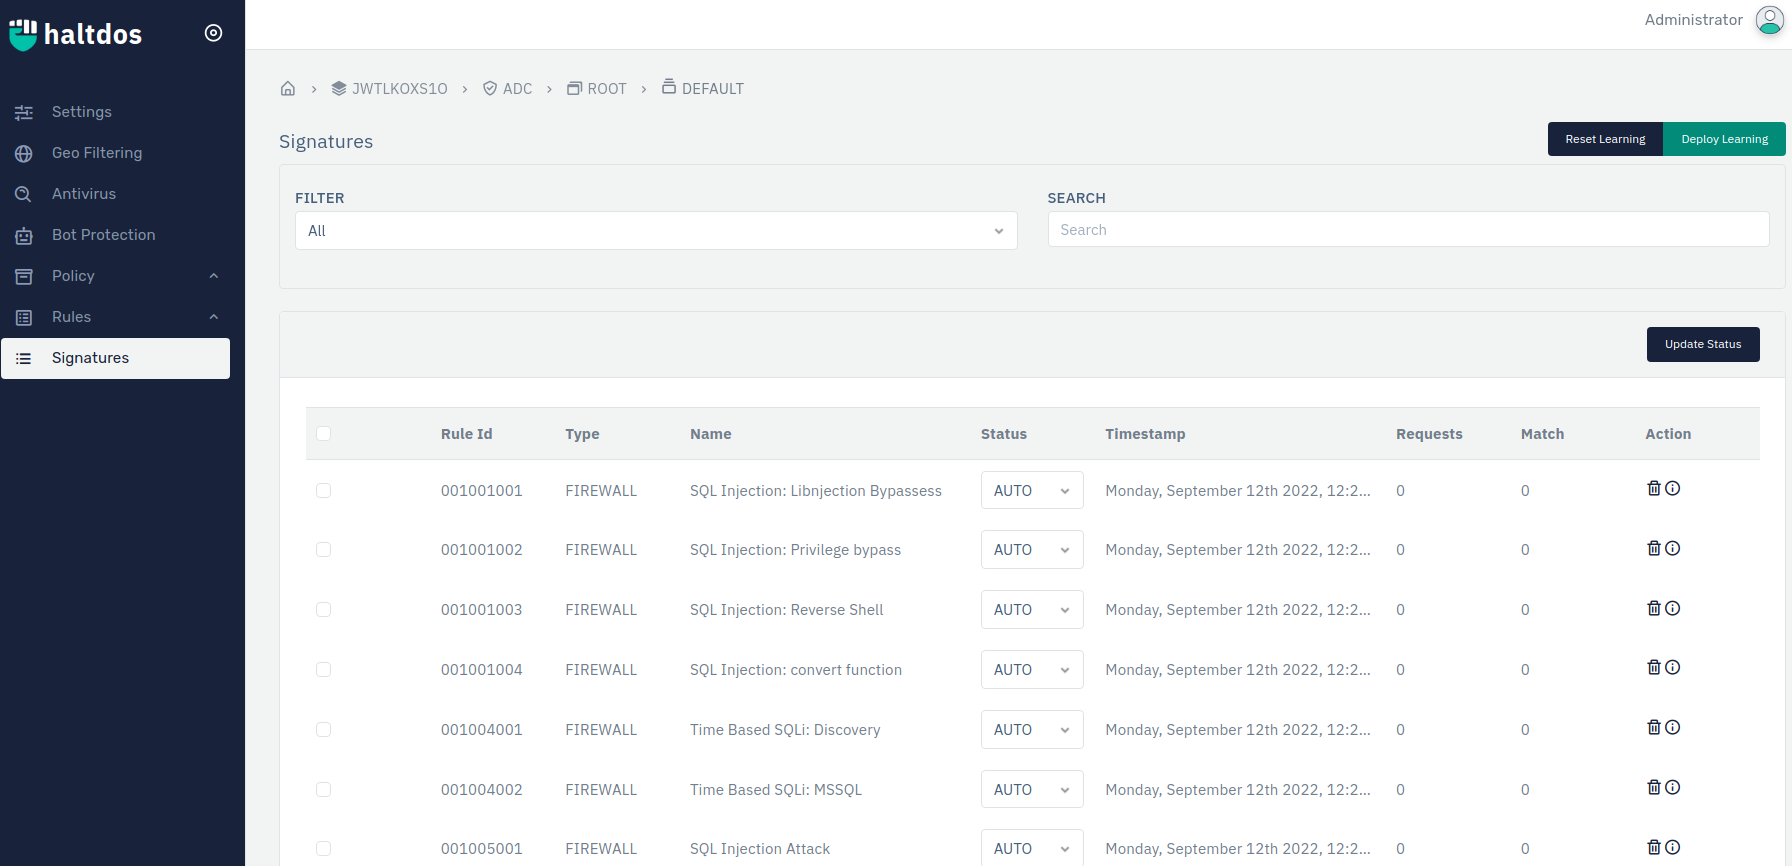 haltdos
Administrator
Settings
Geo Filtering
Antivirus
Bot Protection
Policy
Rules
Signatures
JWTLKOXS1O > ADC > ROOT > DEFAULT
Signatures
Reset Learning Deploy Learning
FILTER SEARCH
All Search
Update Status
Rule Id Type Name Status Timestamp Requests Match Action
001001001 FIREWALL SQL Injection: Libnjection Bypassess AUTO Monday, September 12th 2022, 12:2... 0 0
001001002 FIREWALL SQL Injection: Privilege bypass AUTO Monday, September 12th 2022, 12:2... 0 0
001001003 FIREWALL SQL Injection: Reverse Shell AUTO Monday, September 12th 2022, 12:2... 0 0
001001004 FIREWALL SQL Injection: convert function AUTO Monday, September 12th 2022, 12:2... 0 0
001004001 FIREWALL Time Based SQLi: Discovery AUTO Monday, September 12th 2022, 12:2... 0 0
001004002 FIREWALL Time Based SQLi: MSSQL AUTO Monday, September 12th 2022, 12:2... 0 0
001005001 FIREWALL SQL Injection Attack AUTO Monday, September 12th 2022, 12:2... 0 0